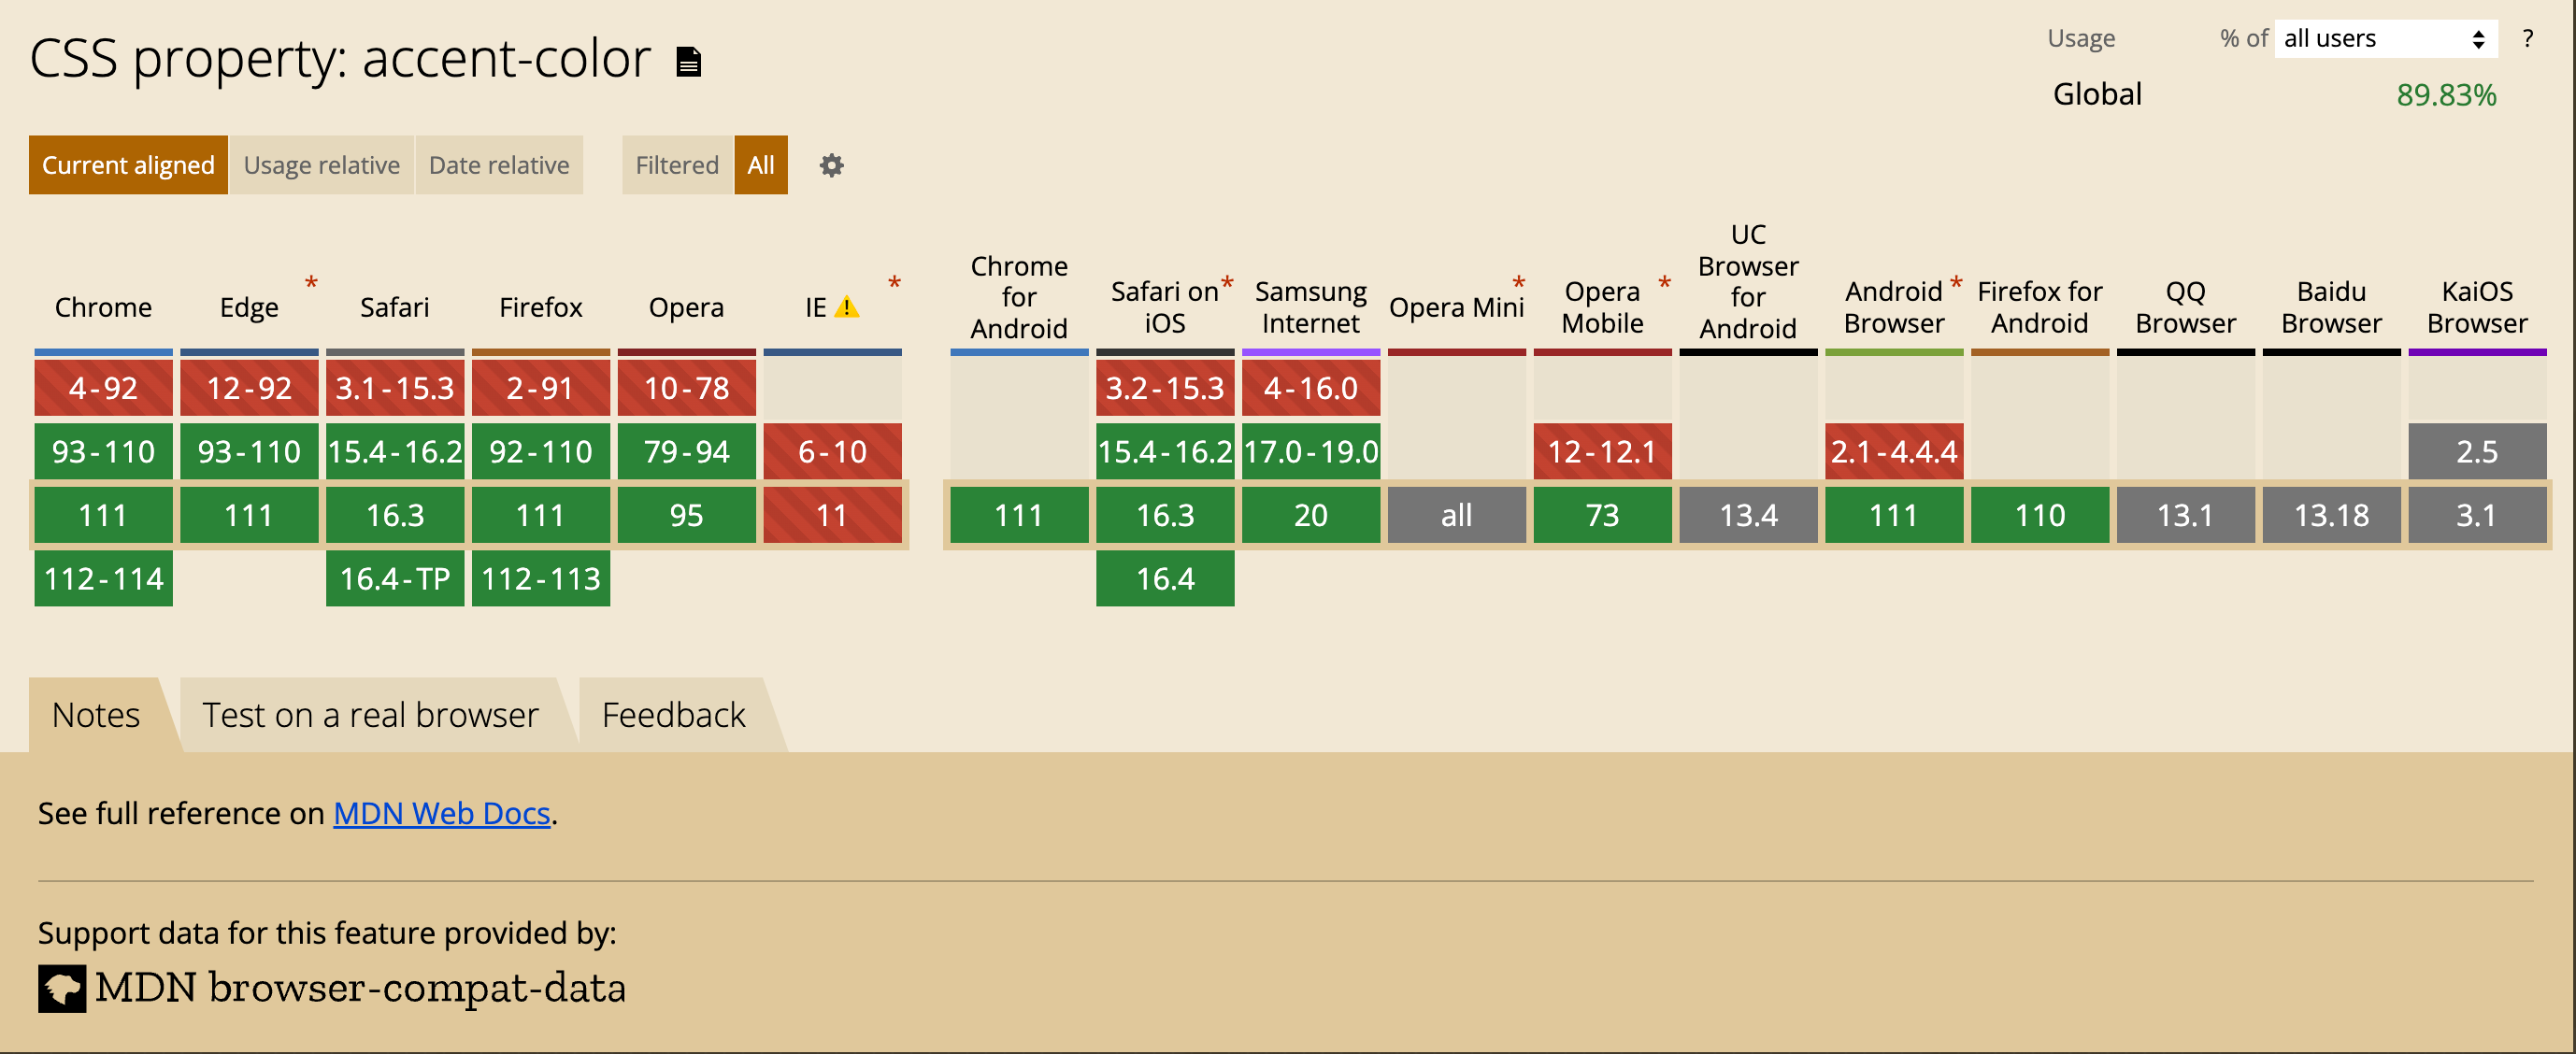 CSS property: accent-color
Usage % of all users ?
Global 89.83%
Current aligned Usage relative Date relative Filtered All
Chrome Edge * Safari Firefox Opera IE * Chrome for Android Safari on iOS * Samsung Internet Opera Mini * Opera Mobile * UC Browser for Android Android Browser * Firefox for Android QQ Browser Baidu Browser KaiOS Browser
4-92 12-92 3.1-15.3 2-91 10-78 3.2-15.3 4-16.0
93-110 93-110 15.4-16.2 92-110 79-94 6-10 15.4-16.2 17.0-19.0 12-12.1 2.1-4.4.4 2.5
111 111 16.3 111 95 11 111 16.3 20 all 73 13.4 111 110 13.1 13.18 3.1
112-114 16.4-TP 112-113 16.4
Notes Test on a real browser Feedback
See full reference on MDN Web Docs.
Support data for this feature provided by:
MDN browser-compat-data